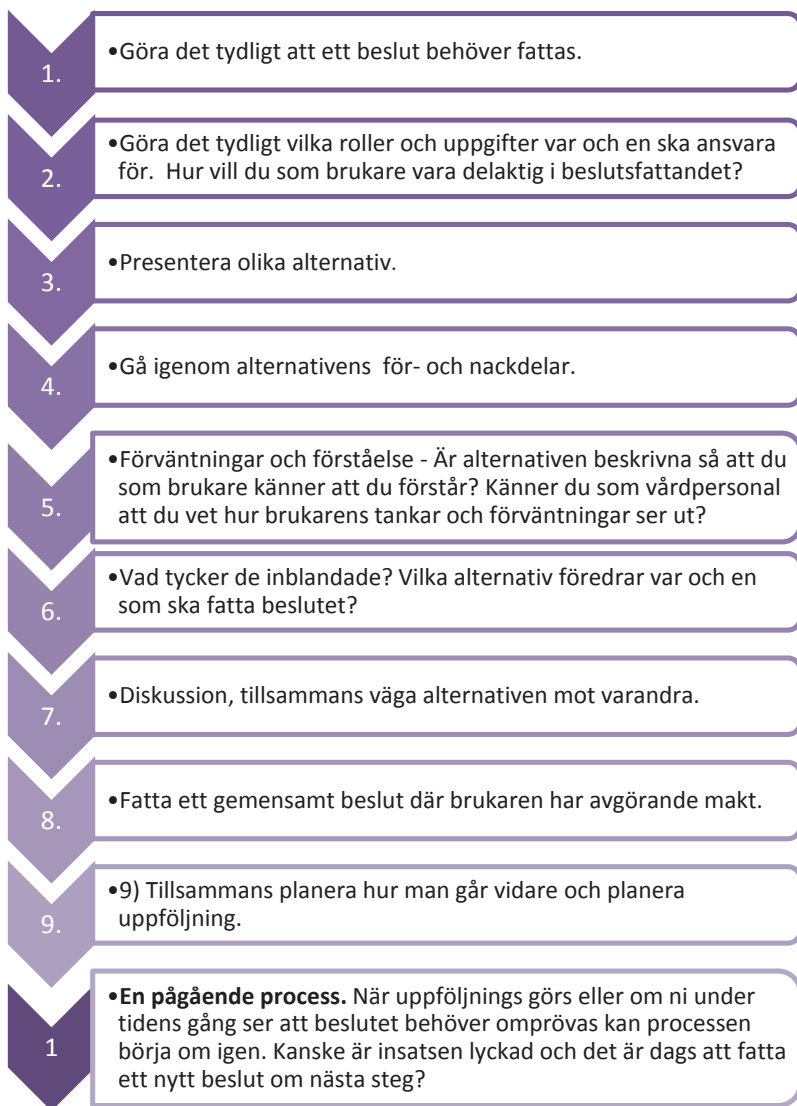 1.
•Göra det tydligt att ett beslut behöver fattas.
2.
•Göra det tydligt vilka roller och uppgifter var och en ska ansvara
för.  Hur vill du som brukare vara delaktig i beslutsfattandet?
3.
•Presentera olika alternativ.
4.
•Gå igenom alternativens  för- och nackdelar.
5.
•Förväntningar och förståelse - Är alternativen beskrivna så att du
som brukare känner att du förstår? Känner du som vårdpersonal
att du vet hur brukarens tankar och förväntningar ser ut?
6.
•Vad tycker de inblandade? Vilka alternativ föredrar var och en
som ska fatta beslutet?
7.
•Diskussion, tillsammans väga alternativen mot varandra.
8.
•Fatta ett gemensamt beslut där brukaren har avgörande makt.
9.
•9) Tillsammans planera hur man går vidare och planera
uppföljning.
1
•En pågående process. När uppföljnings görs eller om ni under
tidens gång ser att beslutet behöver omprövas kan processen
börja om igen. Kanske är insatsen lyckad och det är dags att fatta
ett nytt beslut om nästa steg?